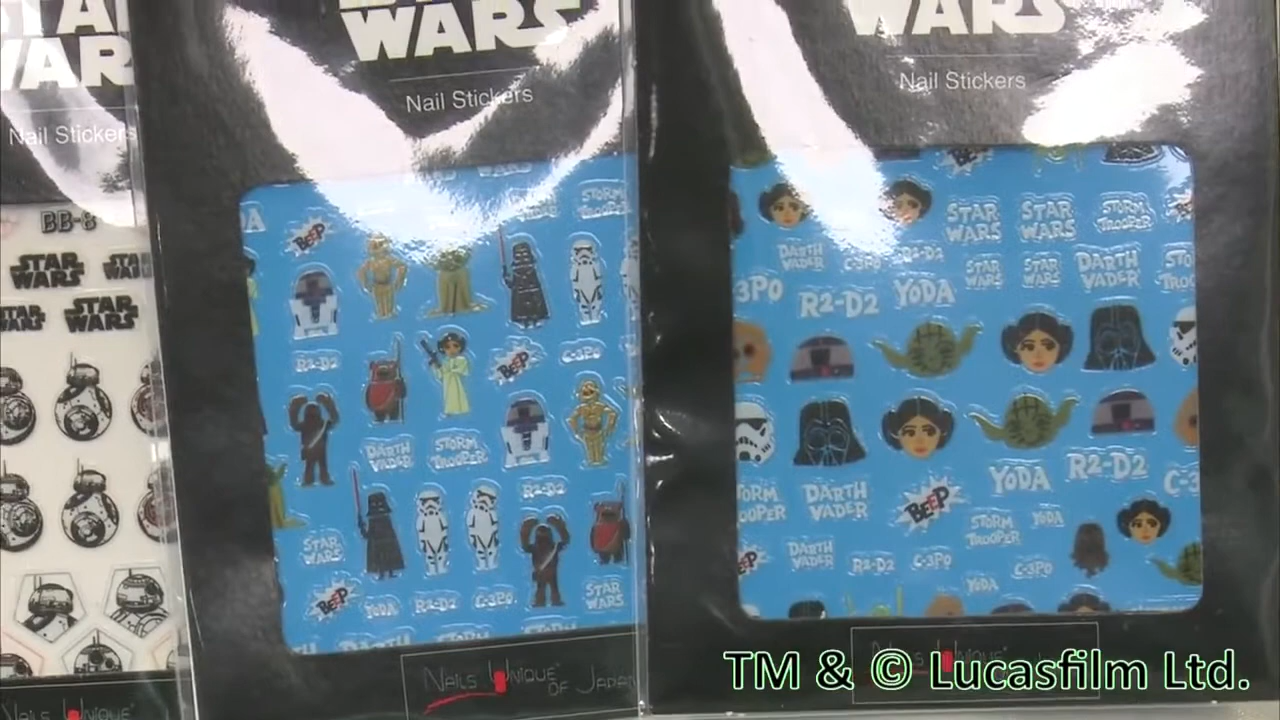 WARS
Nail Stickers
BB-8
STAR WARS
STAR WARS
NAILS UNIQUE
WARS
Nail Stickers
BEEP
STORM TROOPER
R2-D2
BEEP
C-3PO
DARTH VADER
STORM TROOPER
R2-D2
STAR WARS
BEEP
YODA
R2-D2
C-3PO
STAR WARS
NAILS UNIQUE
OF JAPAN
WARS
Nail Stickers
STAR WARS
STAR WARS
STORM TROOPER
DARTH VADER
C-3PO
R2-D2
STAR WARS
STAR WARS
DARTH VADER
3PO
R2-D2
YODA
DARTH VADER
BEEP
YODA
R2-D2
STORM TROOPER
YODA
DARTH VADER
R2-D2
C-3PO
C-3PO
YODA
TM & © Lucasfilm Ltd.